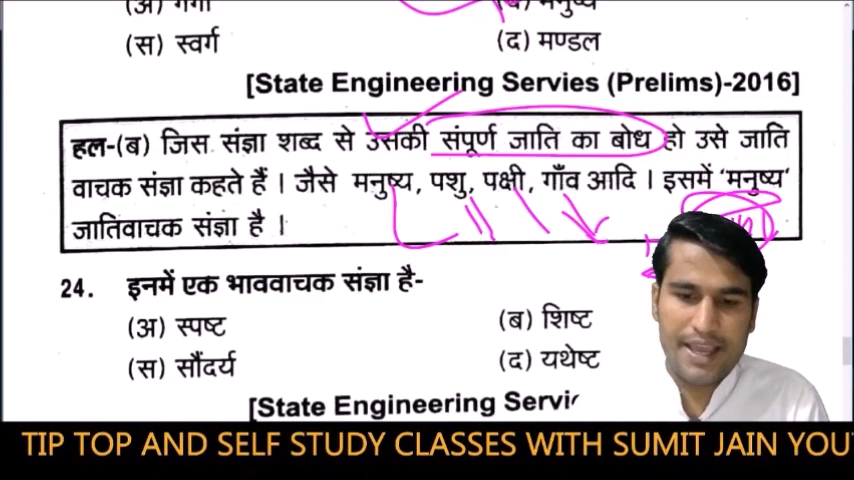 (अ) गंगा (ब) मनुष्य
(स) स्वर्ग (द) मण्डल
[State Engineering Servies (Prelims)-2016]
हल-(ब) जिस संज्ञा शब्द से उसकी संपूर्ण जाति का बोध हो उसे जाति
वाचक संज्ञा कहते हैं । जैसे मनुष्य, पशु, पक्षी, गाँव आदि । इसमें ‘मनुष्य’
जातिवाचक संज्ञा है ।
24. इनमें एक भाववाचक संज्ञा है-
(अ) स्पष्ट (ब) शिष्ट
(स) सौंदर्य (द) यथेष्ट
[State Engineering
TIP TOP AND SELF STUDY CLASSES WITH SUMIT JAIN YOU